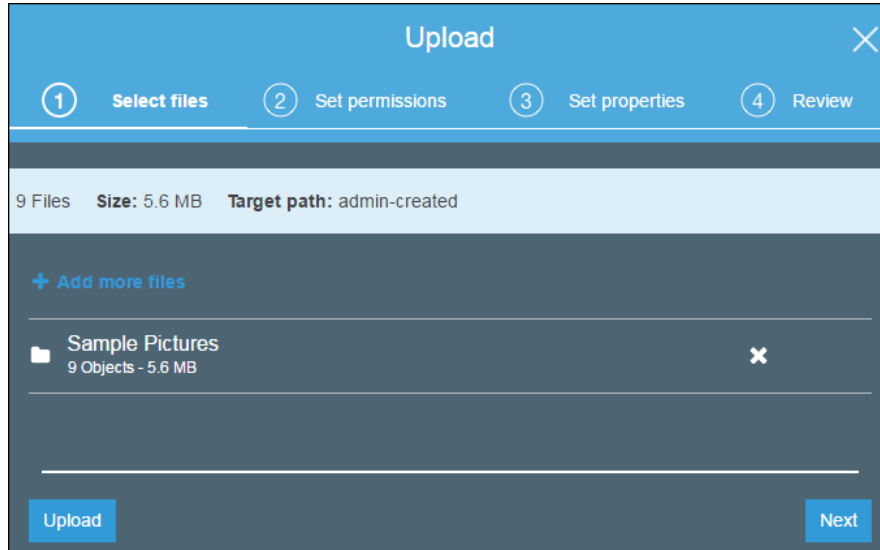 Upload
1 Select files 2 Set permissions 3 Set properties 4 Review
9 Files Size: 5.6 MB Target path: admin-created
Add more files
Sample Pictures
9 Objects - 5.6 MB
Upload Next